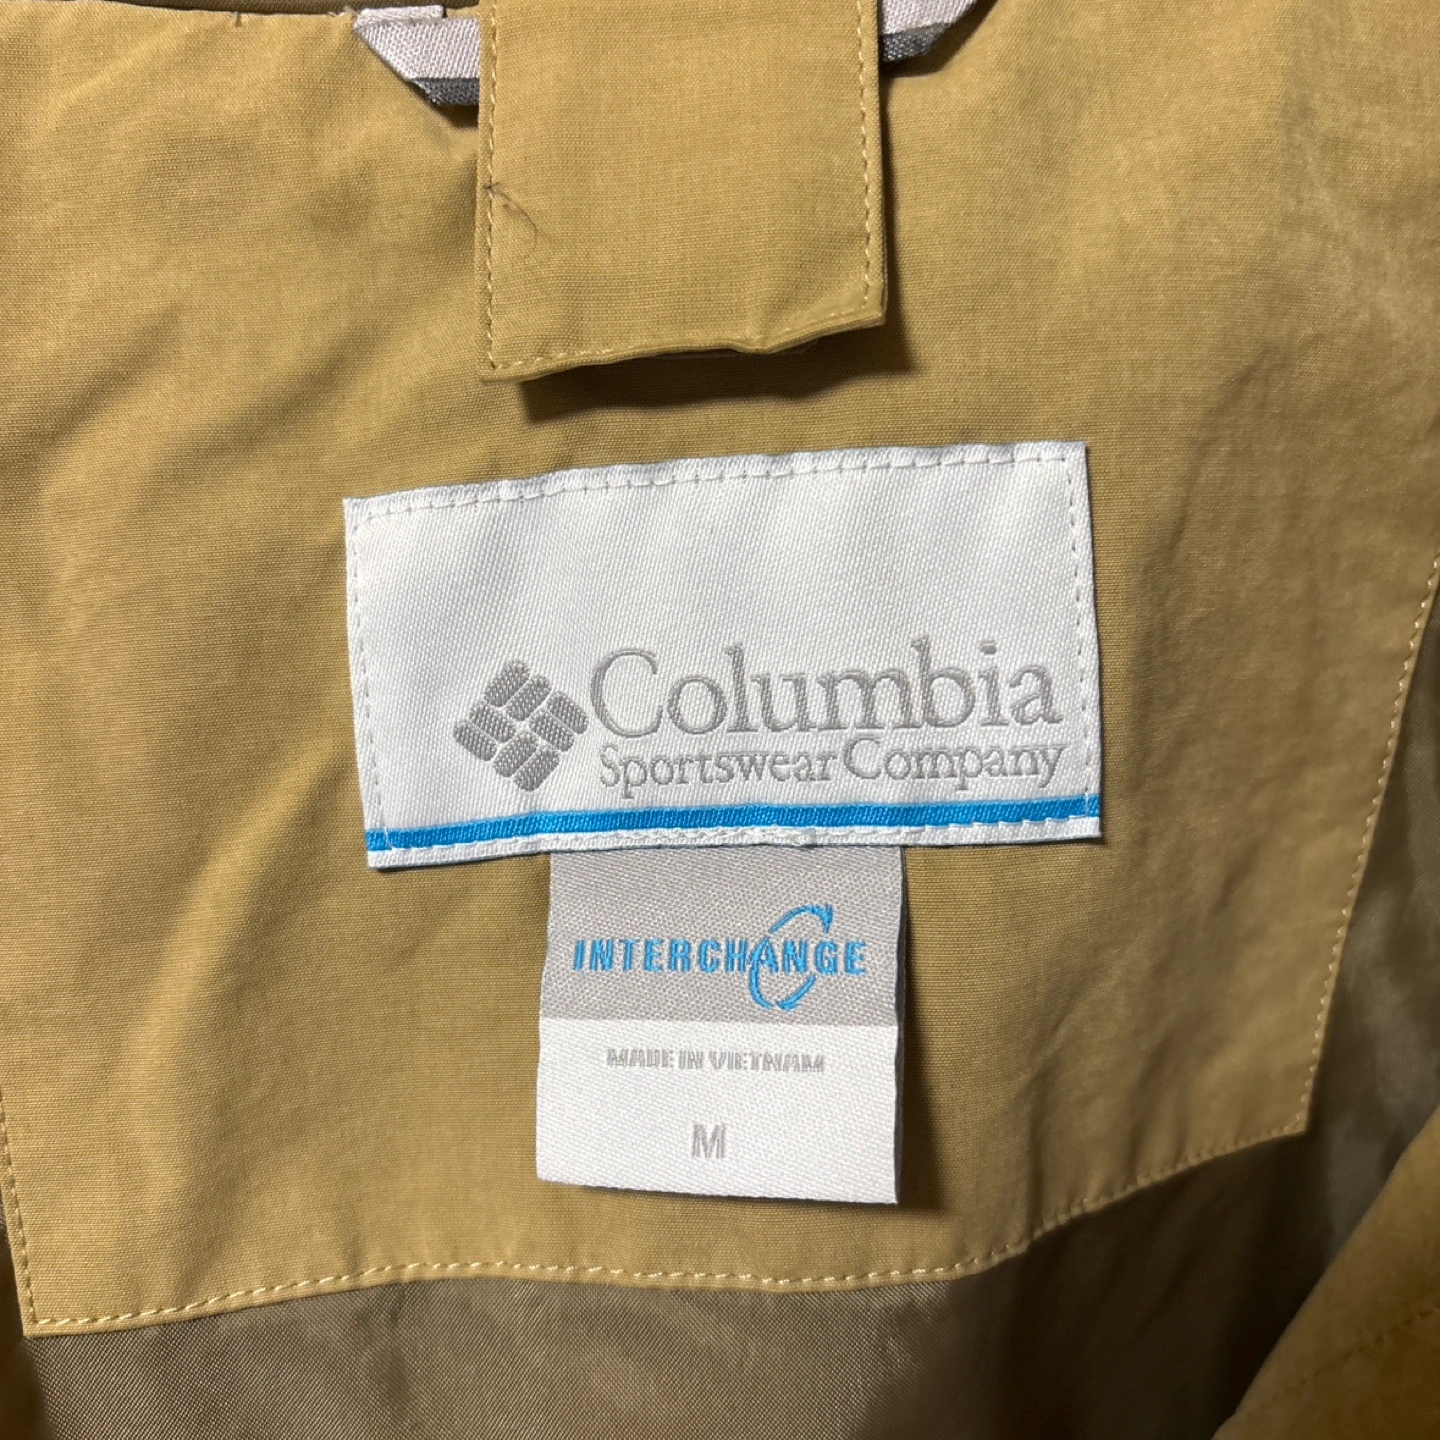 Columbia
Sportswear Company
INTERCHANGE
MADE IN VIETNAM
M